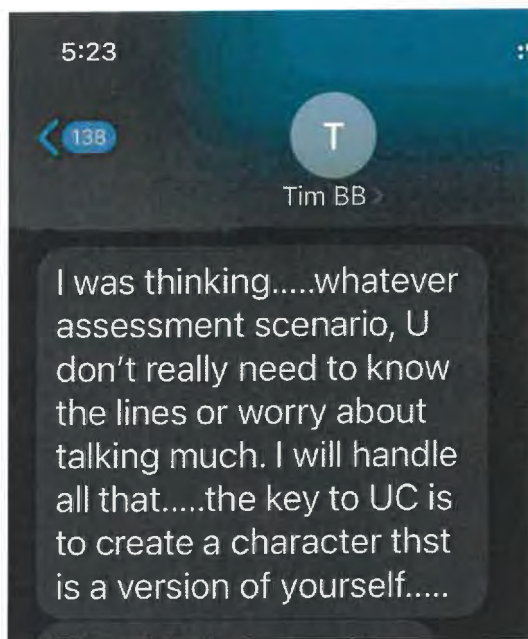 5:23
138
T
Tim BB
I was thinking.....whatever
assessment scenario, U
don't really need to know
the lines or worry about
talking much. I will handle
all that.....the key to UC is
to create a character thst
is a version of yourself.....